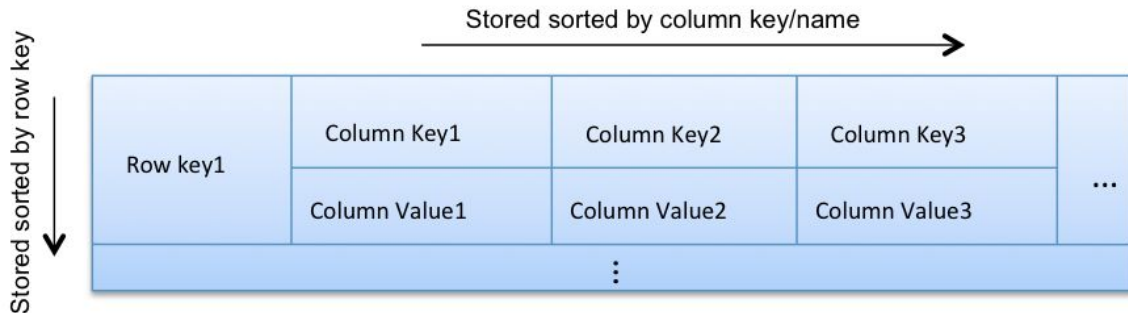 Stored sorted by column key/name
Stored sorted by row key
Row key1
Column Key1
Column Key2
Column Key3
Column Value1
Column Value2
Column Value3
...
⋮